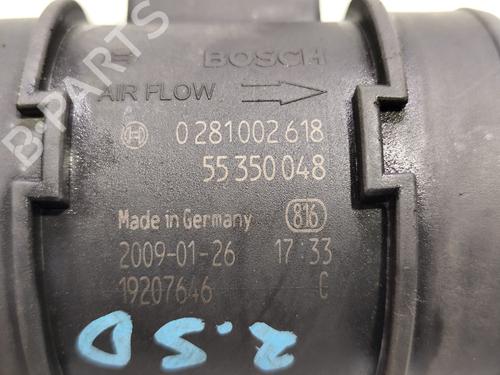 BOSCH
AIR FLOW
0 281 002 618
55 350 048
Made in Germany
816
2009-01-26 17:33
19207646 C
B-PARTS